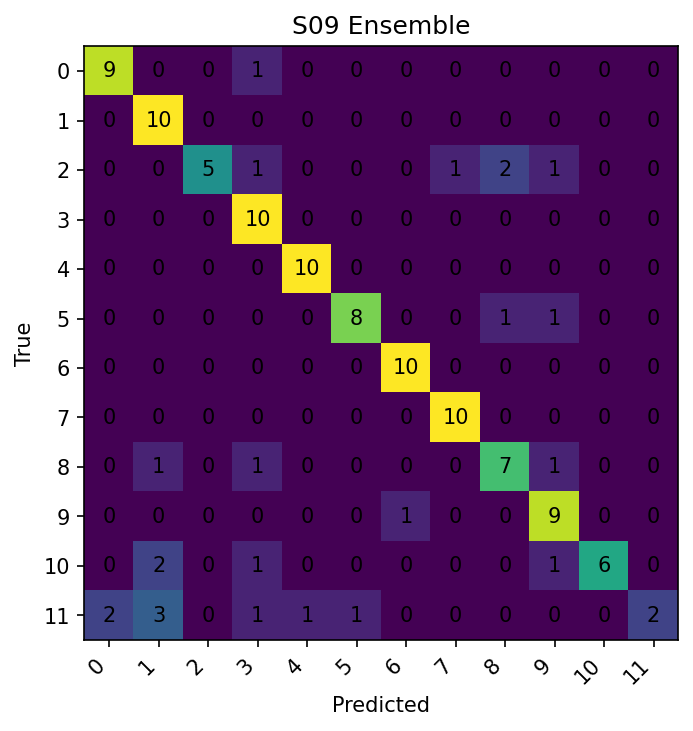 S09 Ensemble
0 9 0 0 1 0 0 0 0 0 0 0 0
1 0 10 0 0 0 0 0 0 0 0 0 0
2 0 0 5 1 0 0 0 1 2 1 0 0
3 0 0 0 10 0 0 0 0 0 0 0 0
4 0 0 0 0 10 0 0 0 0 0 0 0
5 0 0 0 0 0 8 0 0 1 1 0 0
6 0 0 0 0 0 0 10 0 0 0 0 0
7 0 0 0 0 0 0 0 10 0 0 0 0
8 0 1 0 1 0 0 0 0 7 1 0 0
9 0 0 0 0 0 0 1 0 0 9 0 0
10 0 2 0 1 0 0 0 0 0 1 6 0
11 2 3 0 1 1 1 0 0 0 0 0 2
True
0 1 2 3 4 5 6 7 8 9 10 11
Predicted